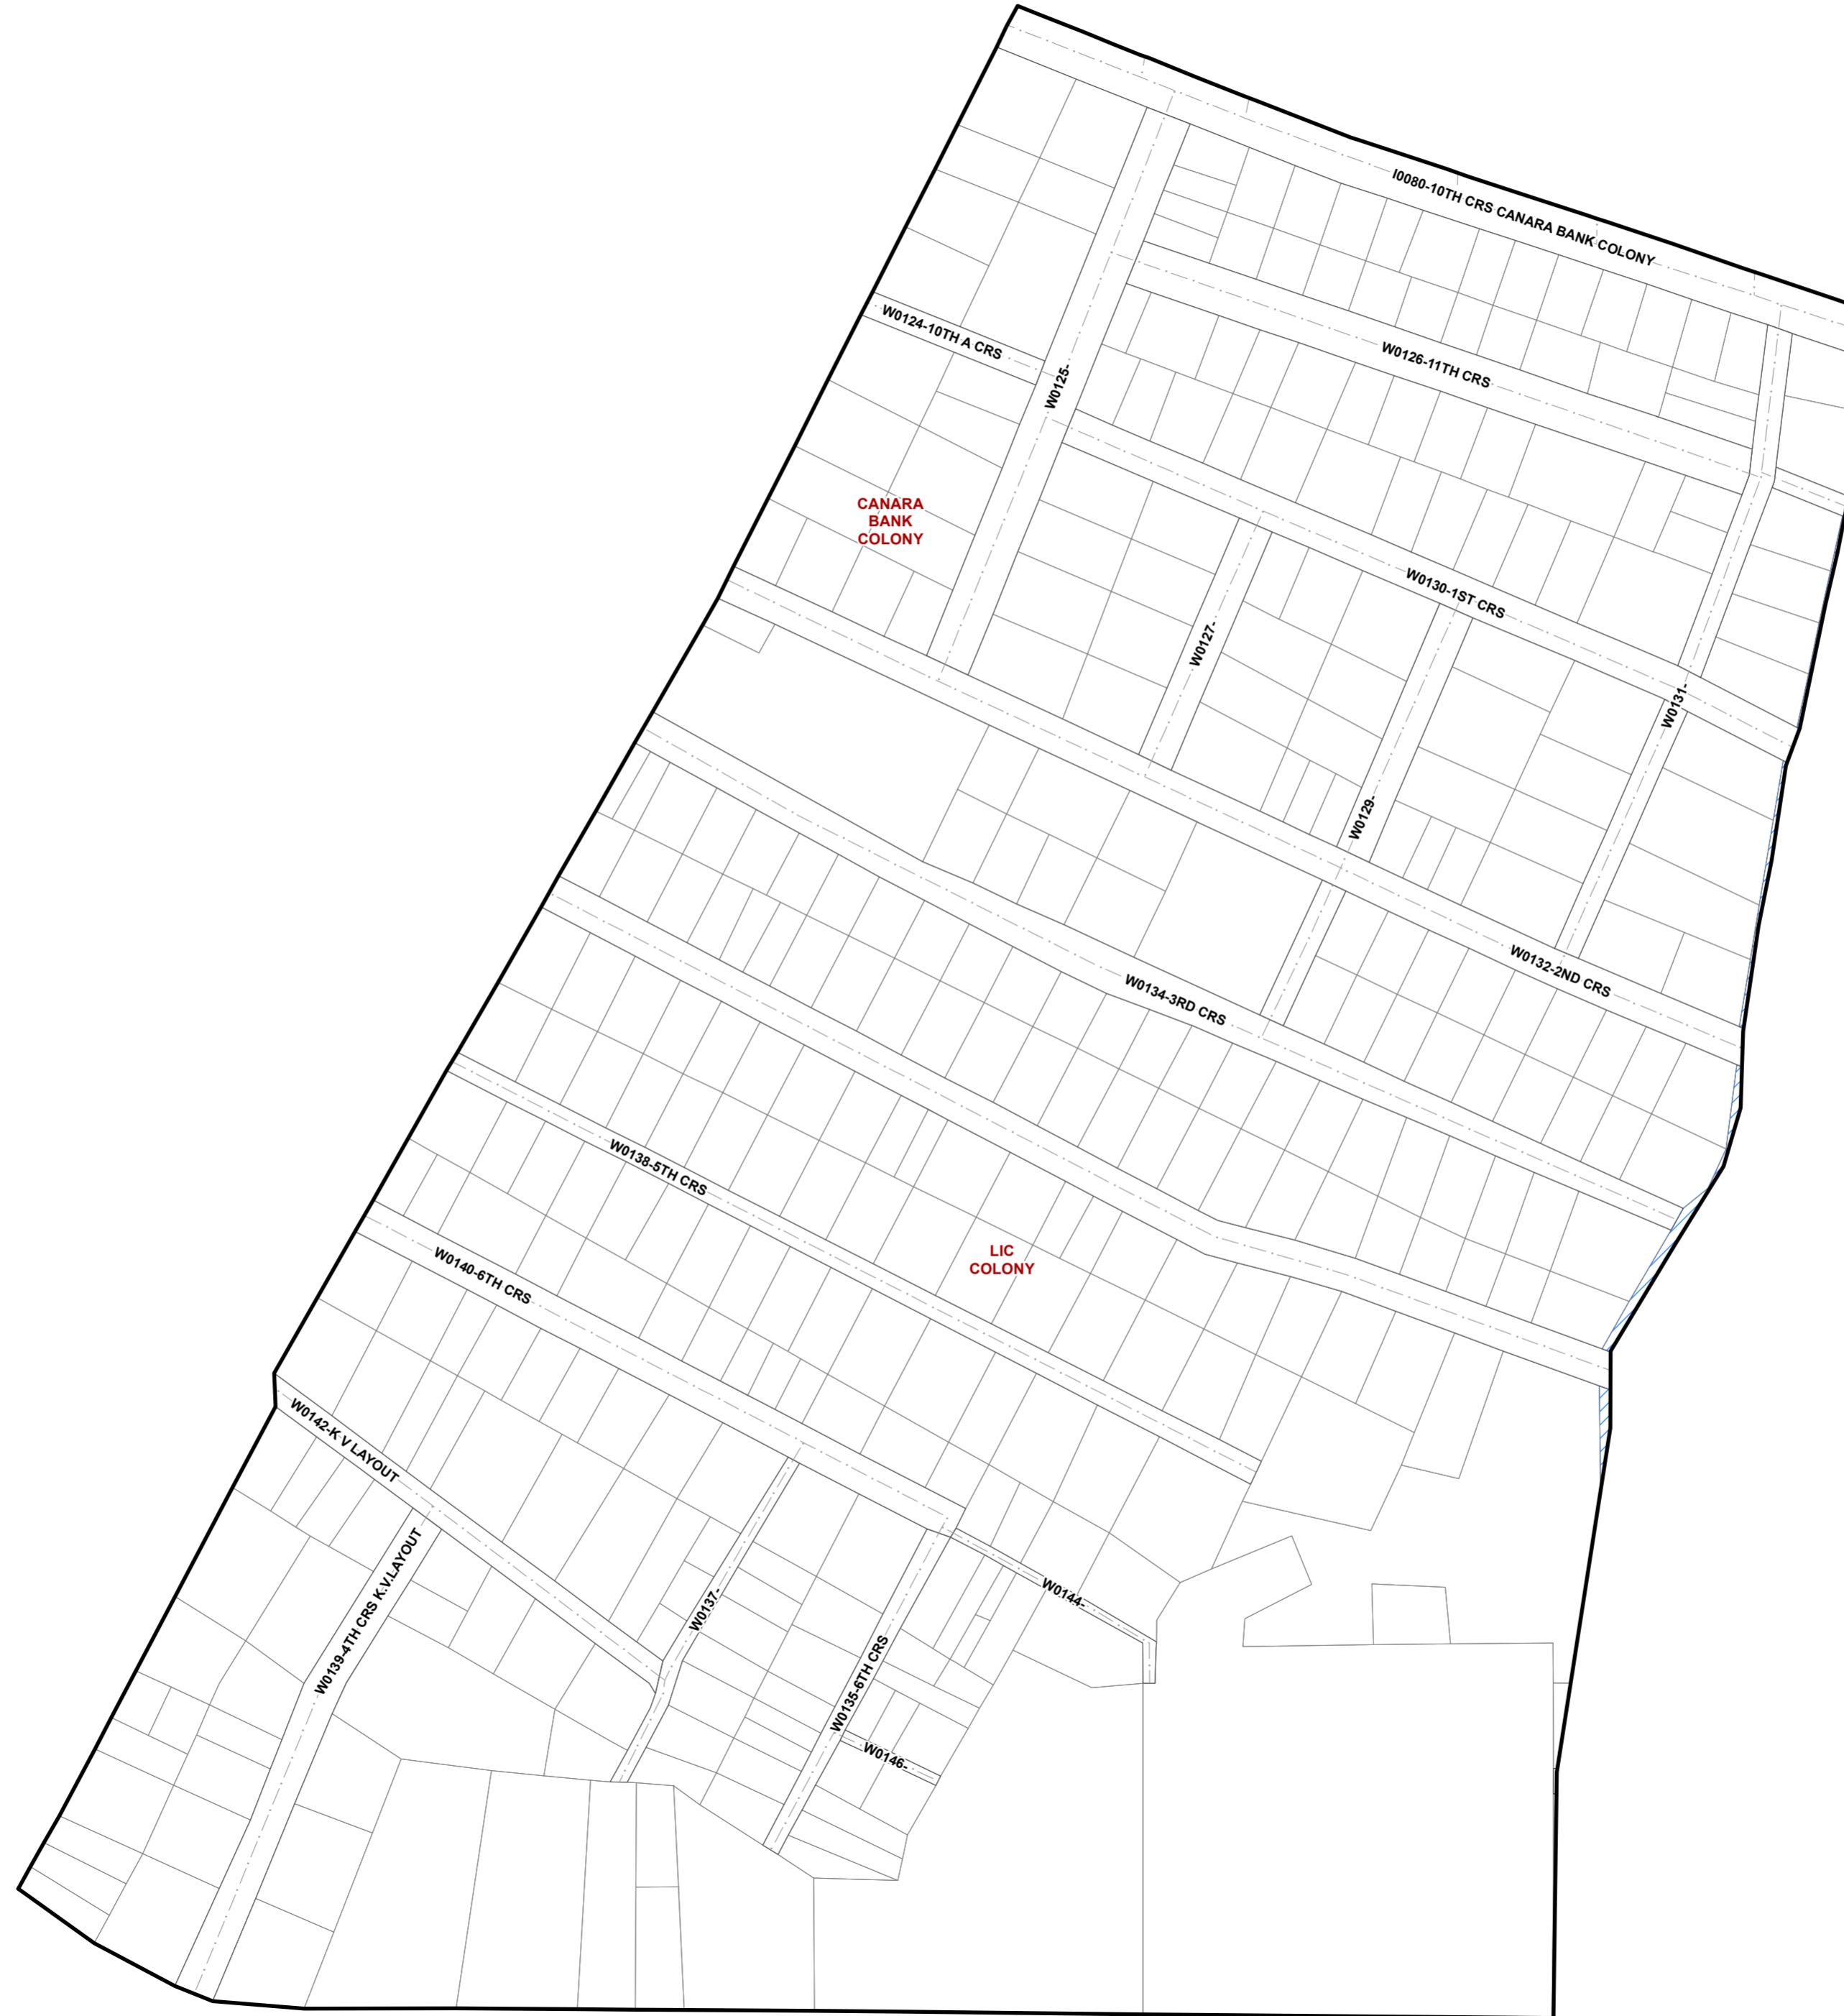 I0080-10TH CRS CANARA BANK COLONY
W0124-10TH A CRS
W0125-
W0126-11TH CRS
CANARA
BANK
COLONY
W0130-1ST CRS
W0127-
W0131-
W0129-
W0132-2ND CRS
W0134-3RD CRS
W0138-5TH CRS
LIC
COLONY
W0140-6TH CRS
W0142-K V LAYOUT
W0139-4TH CRS K.V.LAYOUT
W0137-
W0144-
W0135-6TH CRS
W0146-